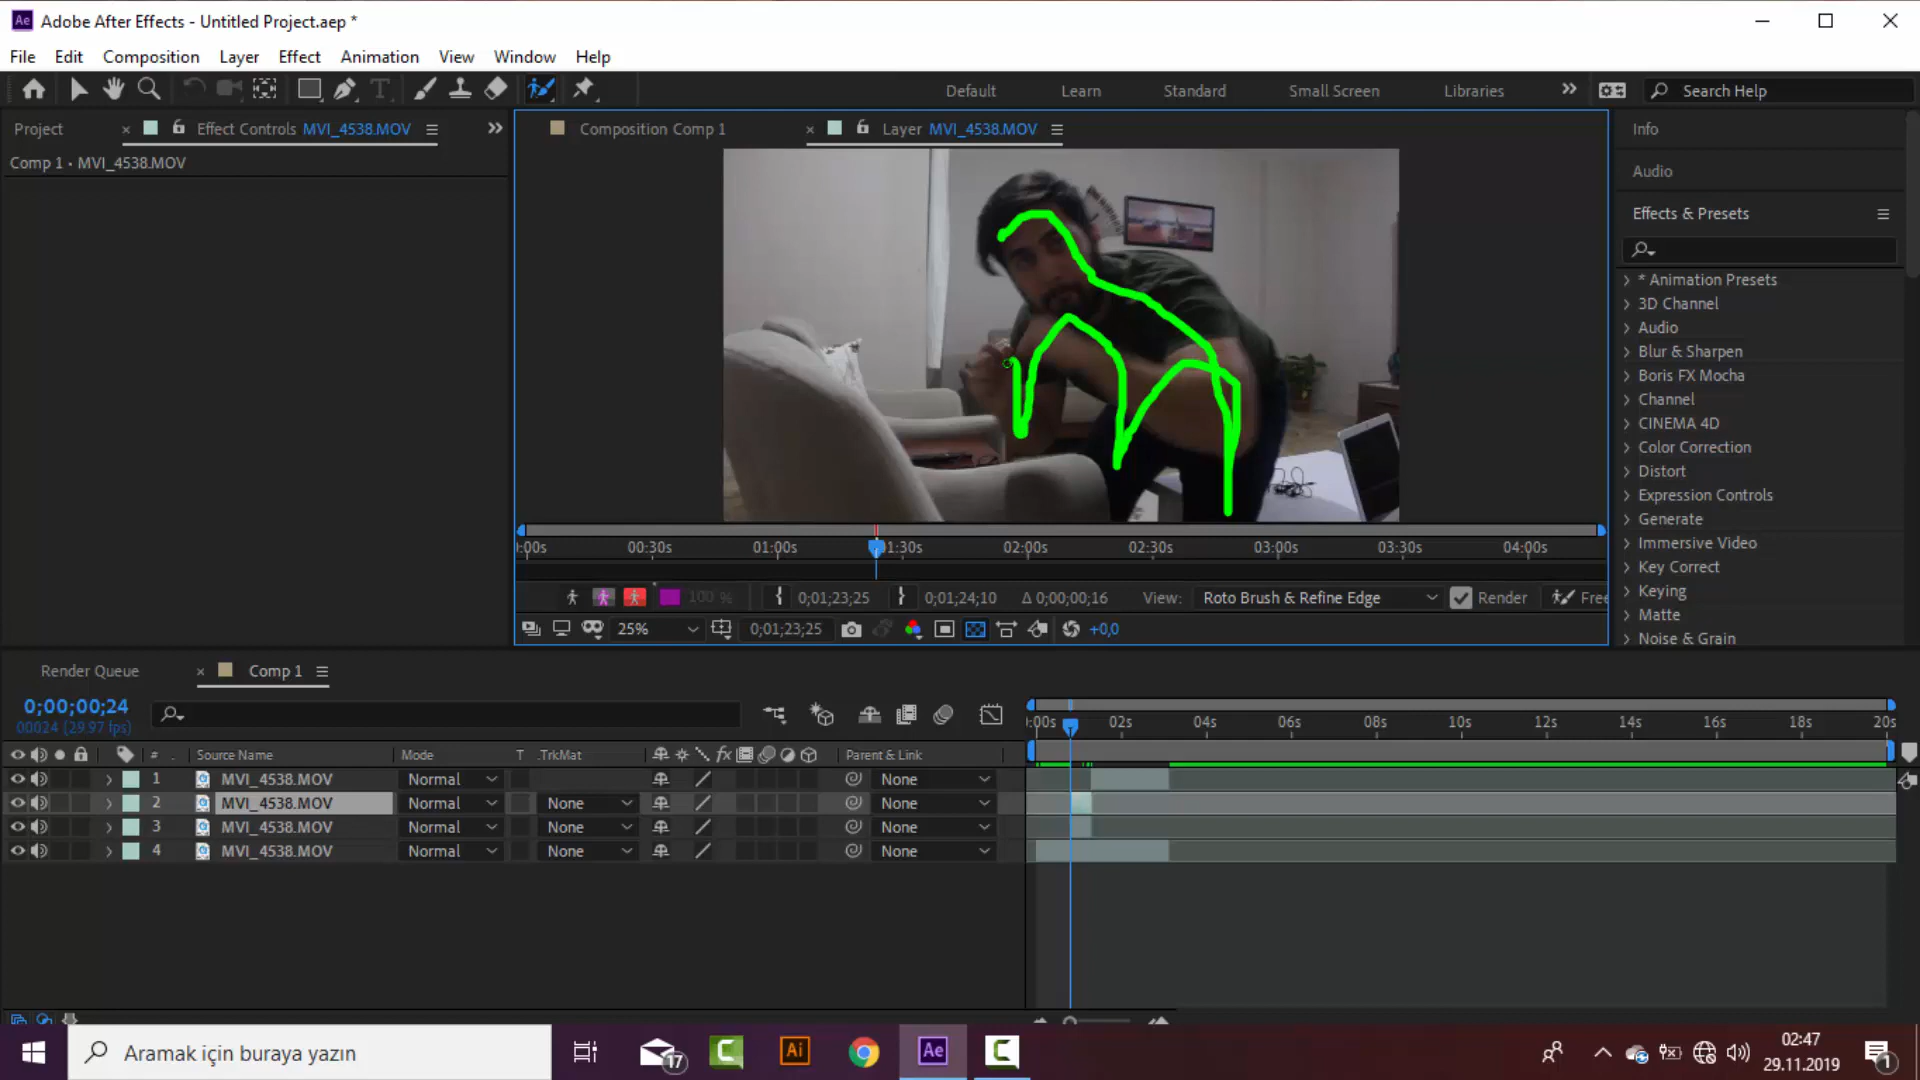 Ae Adobe After Effects - Untitled Project.aep *
File Edit Composition Layer Effect Animation View Window Help
T Default Learn Standard Small Screen Libraries Search Help
Project Effect Controls MVI_4538.MOV
Comp 1 • MVI_4538.MOV
Composition Comp 1 Layer MVI_4538.MOV
Info
Audio
Effects & Presets
* Animation Presets
3D Channel
Audio
Blur & Sharpen
Boris FX Mocha
Channel
CINEMA 4D
Color Correction
Distort
Expression Controls
Generate
Immersive Video
Key Correct
Keying
Matte
Noise & Grain
:00s 00:30s 01:00s 01:30s 02:00s 02:30s 03:00s 03:30s 04:00s
100 % 0;01;23;25 0;01;24;10 Δ 0;00;00;16 View: Roto Brush & Refine Edge Render Free
25% 0;01;23;25 +0,0
Render Queue Comp 1
0;00;00;24
00024 (29.97 fps)
:00s 02s 04s 06s 08s 10s 12s 14s 16s 18s 20s
# . Source Name Mode T .TrkMat fx Parent & Link
1 MVI_4538.MOV Normal None
2 MVI_4538.MOV Normal None None
3 MVI_4538.MOV Normal None None
4 MVI_4538.MOV Normal None None
Aramak için buraya yazın 17 Ai Ae
02:47
29.11.2019
1